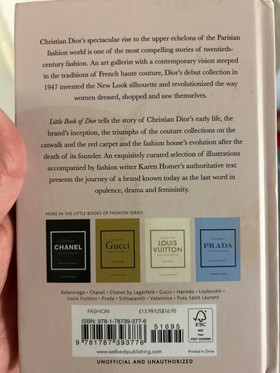 Christian Dior's spectacular rise to the upper echelons of the Parisian
fashion world is one of the most compelling stories of twentieth-
century fashion. An art gallerist with a contemporary vision steeped
in the traditions of French haute couture, Dior's debut collection in
1947 invented the New Look silhouette and revolutionized the way
women dressed, shopped and saw themselves.
Little Book of Dior tells the story of Christian Dior's early life, the
brand's inception, the triumphs of the couture collections on the
catwalk and the red carpet and the fashion house's evolution after the
death of its founder. An exquisitely curated selection of illustrations
accompanied by fashion writer Karen Homer's authoritative text
presents the journey of a brand known today as the last word in
opulence, drama and femininity.
MORE IN THE LITTLE BOOKS OF FASHION SERIES:
CHANEL
Gucci
LOUIS
VUITTON
PRADA
Balenciaga • Chanel • Chanel by Lagerfeld • Gucci • Hermès • Louboutin •
Louis Vuitton • Prada • Schiaparelli • Valentino • Yves Saint Laurent
FASHION £13.99/US$16.95
ISBN 978-1-78739-377-6
51695
9 781787 393776
www.welbeckpublishing.com
FSC
UNOFFICIAL AND UNAUTHORIZED